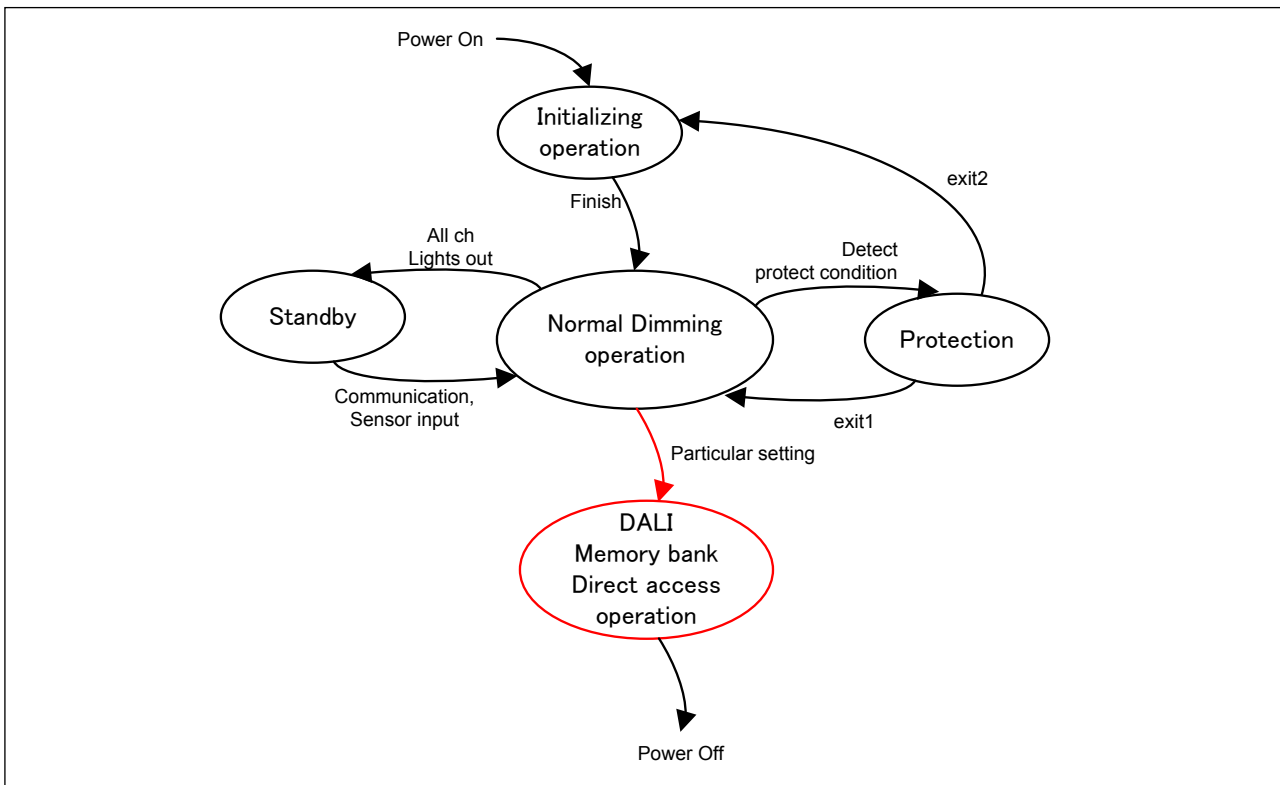 Power On
Initializing
operation
exit2
Finish
All ch
Lights out
Detect
protect condition
Standby
Normal Dimming
operation
Protection
Communication,
Sensor input
exit1
Particular setting
DALI
Memory bank
Direct access
operation
Power Off